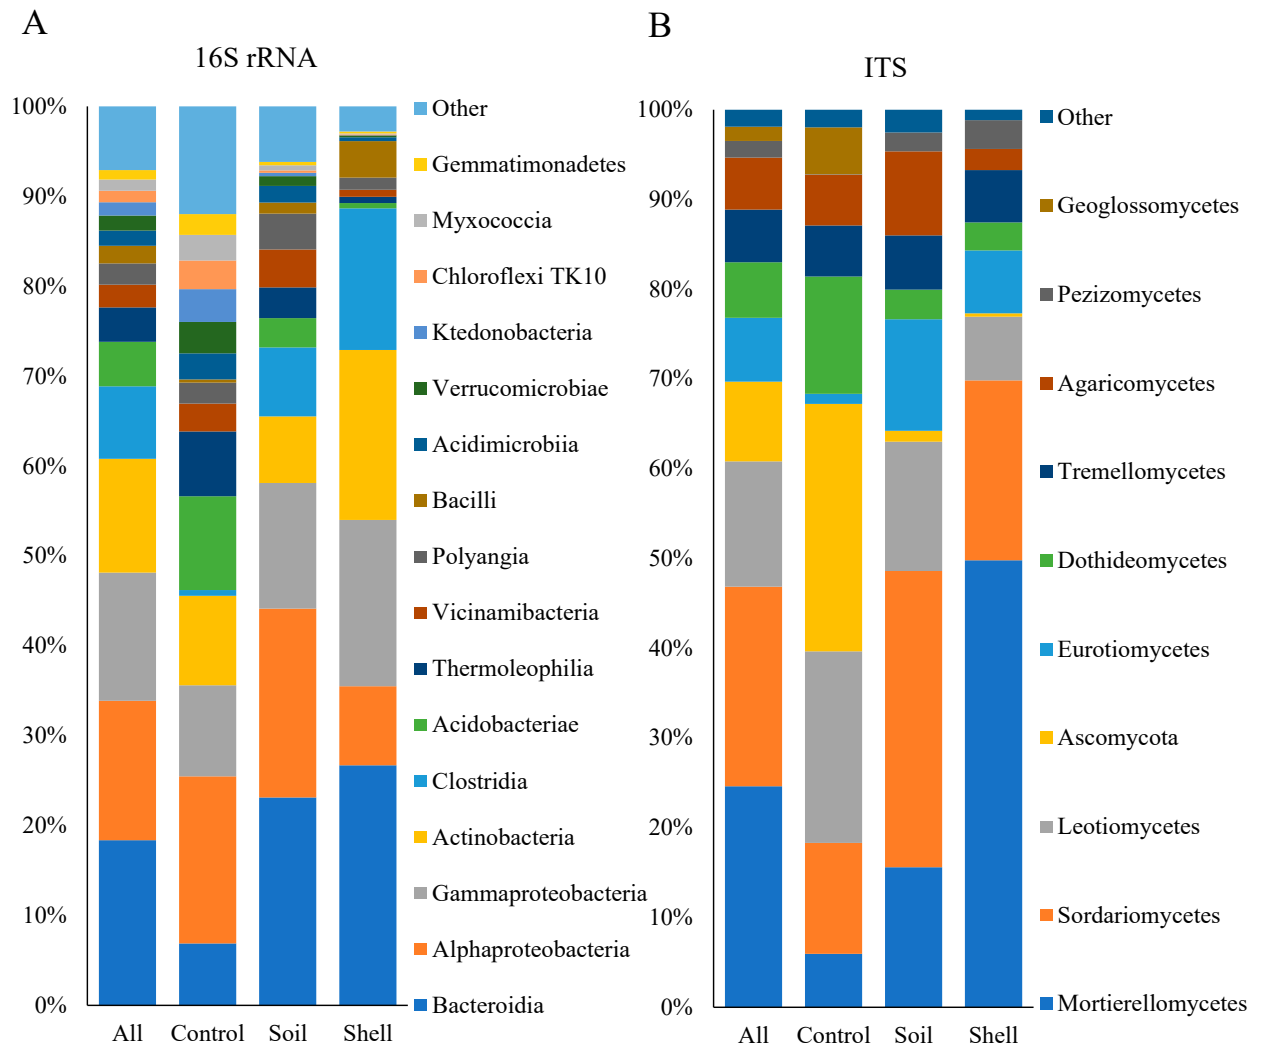 A
16S rRNA
100%
90%
80%
70%
60%
50%
40%
30%
20%
10%
0%
All Control Soil Shell
Other
Gemmatimonadetes
Myxococcia
Chloroflexi TK10
Ktedonobacteria
Verrucomicrobiae
Acidimicrobiia
Bacilli
Polyangia
Vicinamibacteria
Thermoleophilia
Acidobacteriae
Clostridia
Actinobacteria
Gammaproteobacteria
Alphaproteobacteria
Bacteroidia
B
ITS
100%
90%
80%
70%
60%
50%
40%
30%
20%
10%
0%
All Control Soil Shell
Other
Geoglossomycetes
Pezizomycetes
Agaricomycetes
Tremellomycetes
Dothideomycetes
Eurotiomycetes
Ascomycota
Leotiomycetes
Sordariomycetes
Mortierellomycetes